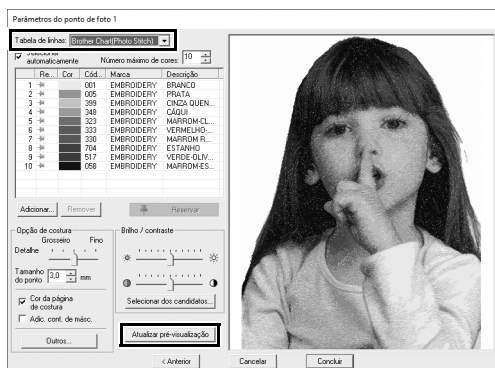 Parâmetros do ponto de foto 1
Tabela de linhas: Brother Chart(Photo Stitch)
Selecionar automaticamente
Número máximo de cores: 10
Re... Cor Cód... Marca Descrição
1 001 EMBROIDERY BRANCO
2 005 EMBROIDERY PRATA
3 399 EMBROIDERY CINZA QUEN...
4 348 EMBROIDERY CÁQUI
5 323 EMBROIDERY MARROM-CL...
6 333 EMBROIDERY VERMELHO-...
7 330 EMBROIDERY MARROM R...
8 704 EMBROIDERY ESTANHO
9 517 EMBROIDERY VERDE-OLIV...
10 058 EMBROIDERY MARROM-ES...
Adicionar... Remover Reservar
Opção de costura
Grosseiro Fino
Detalhe
Tamanho do ponto 3,0 mm
Cor da página de costura
Adic. cont. de másc.
Outros...
Brilho / contraste
Selecionar dos candidatos...
Atualizar pré-visualização
< Anterior Cancelar Concluir